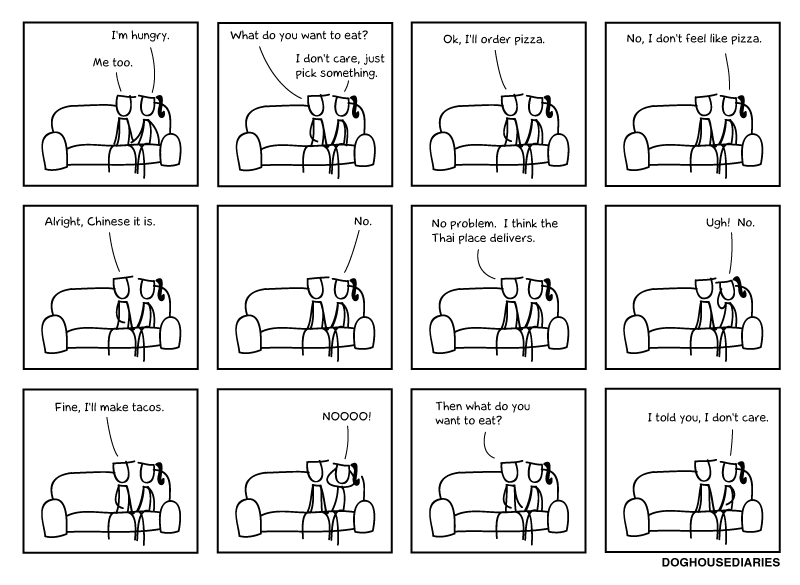 I'm hungry.
Me too.
What do you want to eat?
I don't care, just
pick something.
Ok, I'll order pizza.
No, I don't feel like pizza.
Alright, Chinese it is.
No.
No problem. I think the
Thai place delivers.
Ugh! No.
Fine, I'll make tacos.
NOOOO!
Then what do you
want to eat?
I told you, I don't care.
DOGHOUSEDIARIES